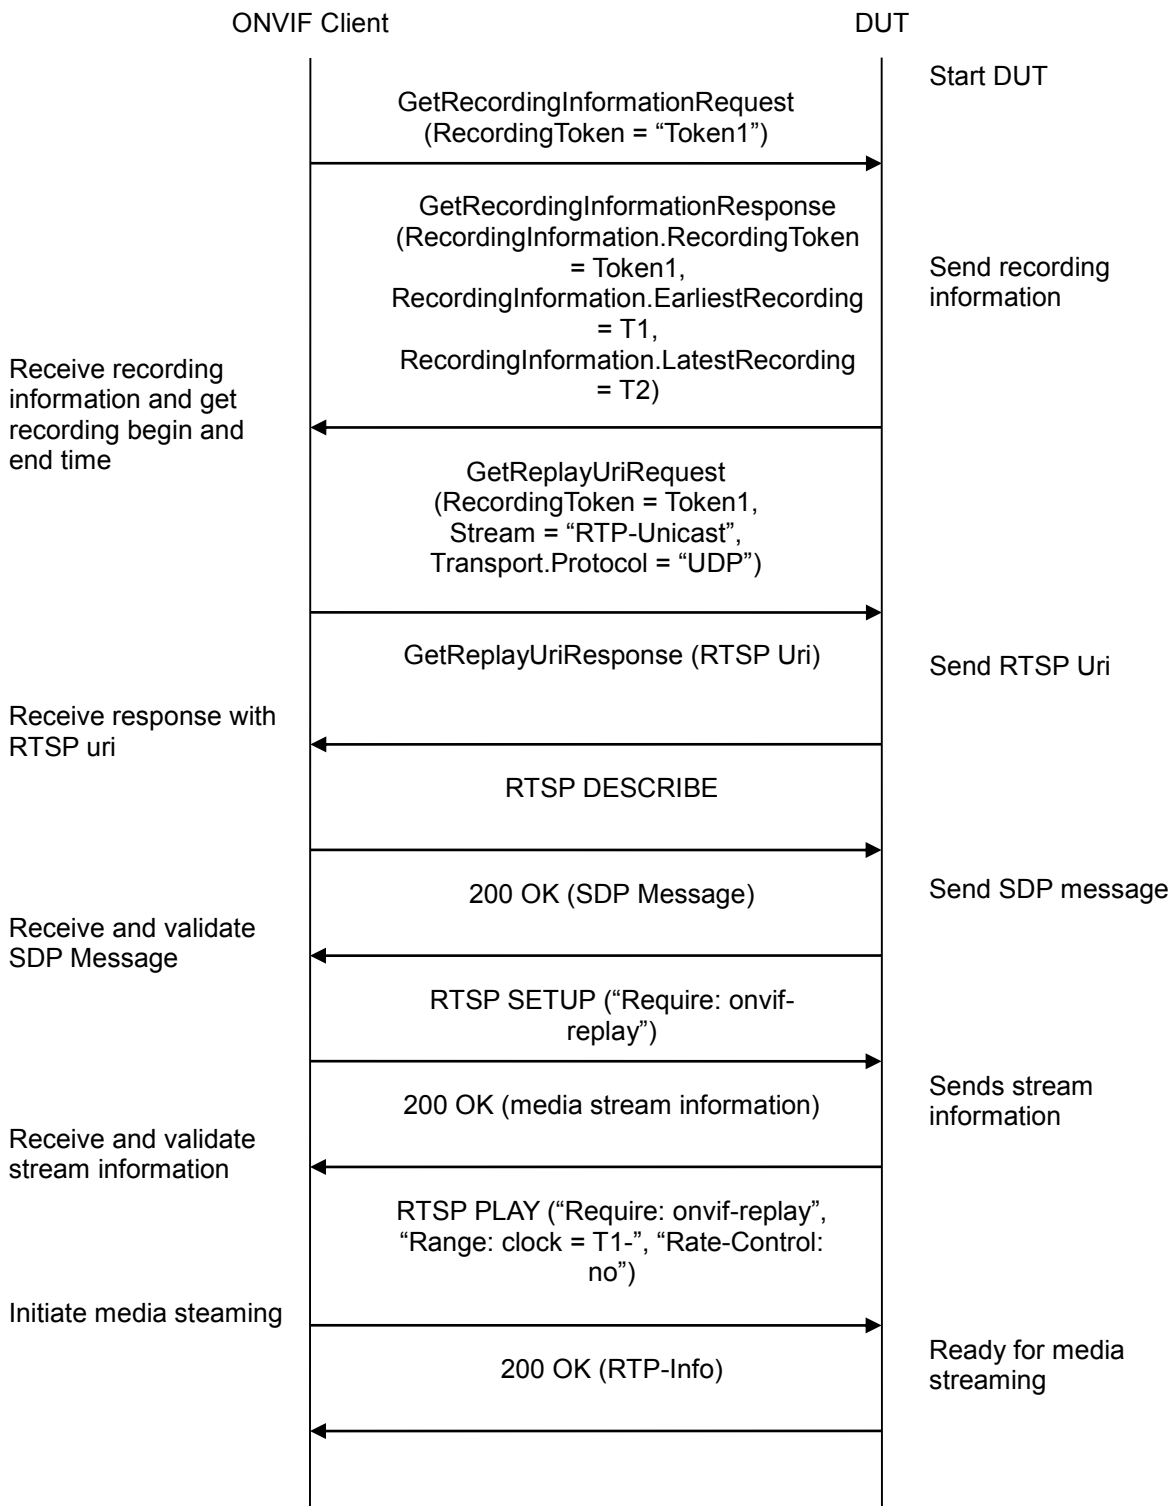 ONVIF Client
DUT
Start DUT
GetRecordingInformationRequest
(RecordingToken = “Token1”)
GetRecordingInformationResponse
(RecordingInformation.RecordingToken
= Token1,
RecordingInformation.EarliestRecording
= T1,
RecordingInformation.LatestRecording
= T2)
Send recording
information
Receive recording
information and get
recording begin and
end time
GetReplayUriRequest
(RecordingToken = Token1,
Stream = “RTP-Unicast”,
Transport.Protocol = “UDP”)
GetReplayUriResponse (RTSP Uri)
Send RTSP Uri
Receive response with
RTSP uri
RTSP DESCRIBE
200 OK (SDP Message)
Send SDP message
Receive and validate
SDP Message
RTSP SETUP (“Require: onvif-
replay”)
200 OK (media stream information)
Sends stream
information
Receive and validate
stream information
RTSP PLAY (“Require: onvif-replay”,
“Range: clock = T1-”, “Rate-Control:
no”)
Initiate media steaming
200 OK (RTP-Info)
Ready for media
streaming